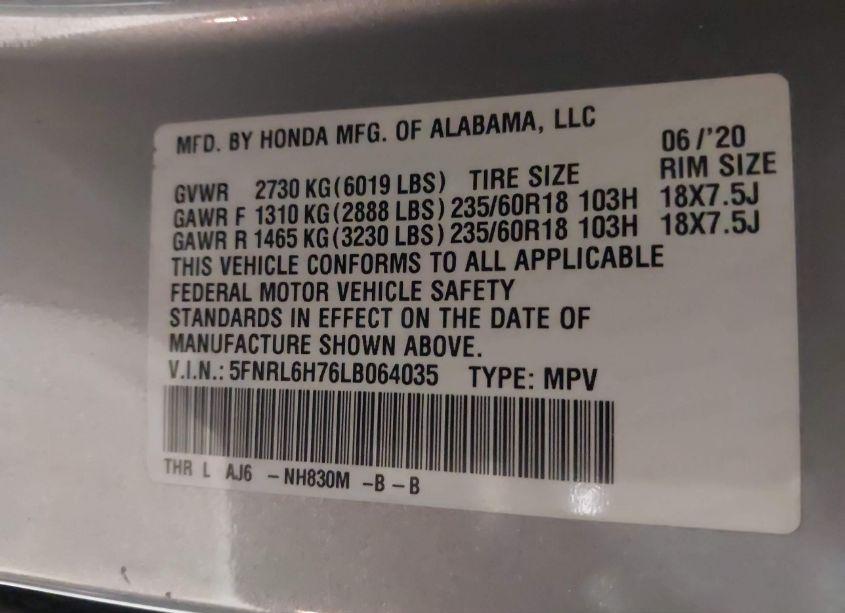 MFD. BY HONDA MFG. OF ALABAMA, LLC
06/'20
GVWR 2730 KG(6019 LBS) TIRE SIZE RIM SIZE
GAWR F 1310 KG(2888 LBS) 235/60R18 103H 18X7.5J
GAWR R 1465 KG(3230 LBS) 235/60R18 103H 18X7.5J
THIS VEHICLE CONFORMS TO ALL APPLICABLE
FEDERAL MOTOR VEHICLE SAFETY
STANDARDS IN EFFECT ON THE DATE OF
MANUFACTURE SHOWN ABOVE.
V.I.N.: 5FNRL6H76LB064035 TYPE: MPV
THR L AJ6 -NH830M -B-B